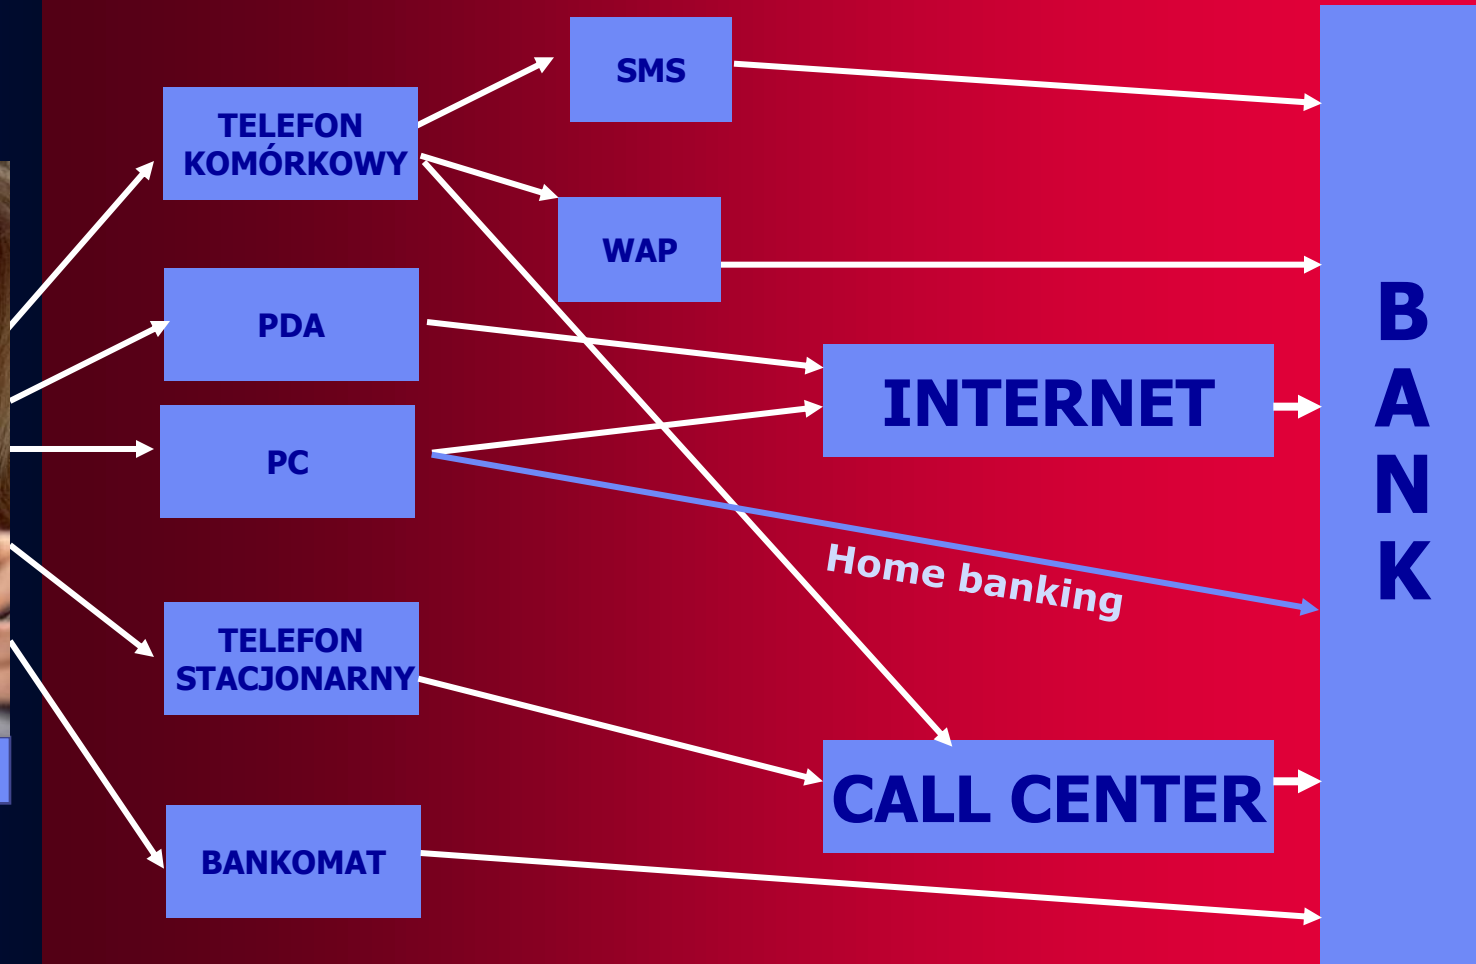 SMS
TELEFON
KOMÓRKOWY
WAP
PDA
INTERNET
PC
Home banking
TELEFON
STACJONARNY
CALL CENTER
BANKOMAT
B
A
N
K